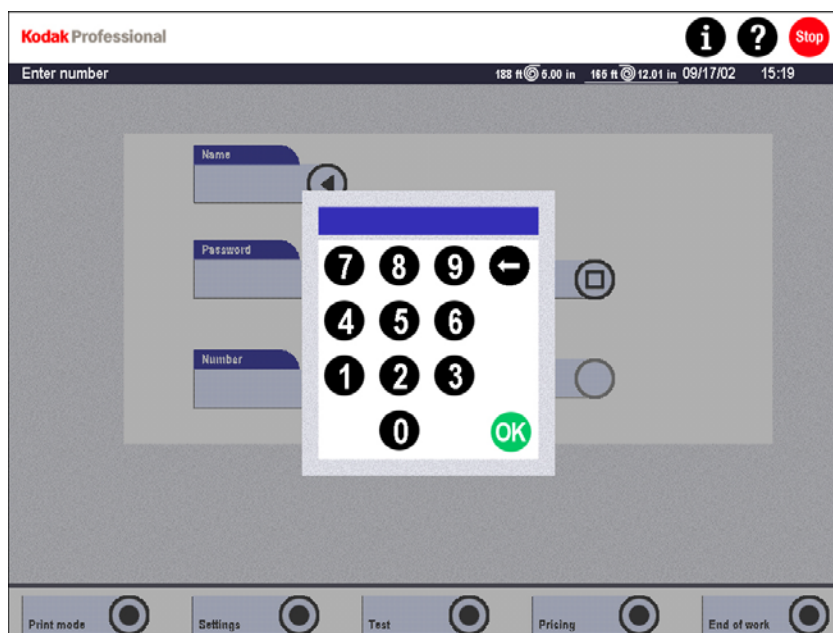 Kodak Professional
i ? Stop
Enter number 188 ft 6.00 in 165 ft 12.01 in 09/17/02 15:19
Name
Password
7 8 9
4 5 6
Number
1 2 3
0 OK
Print mode Settings Test Pricing End of work